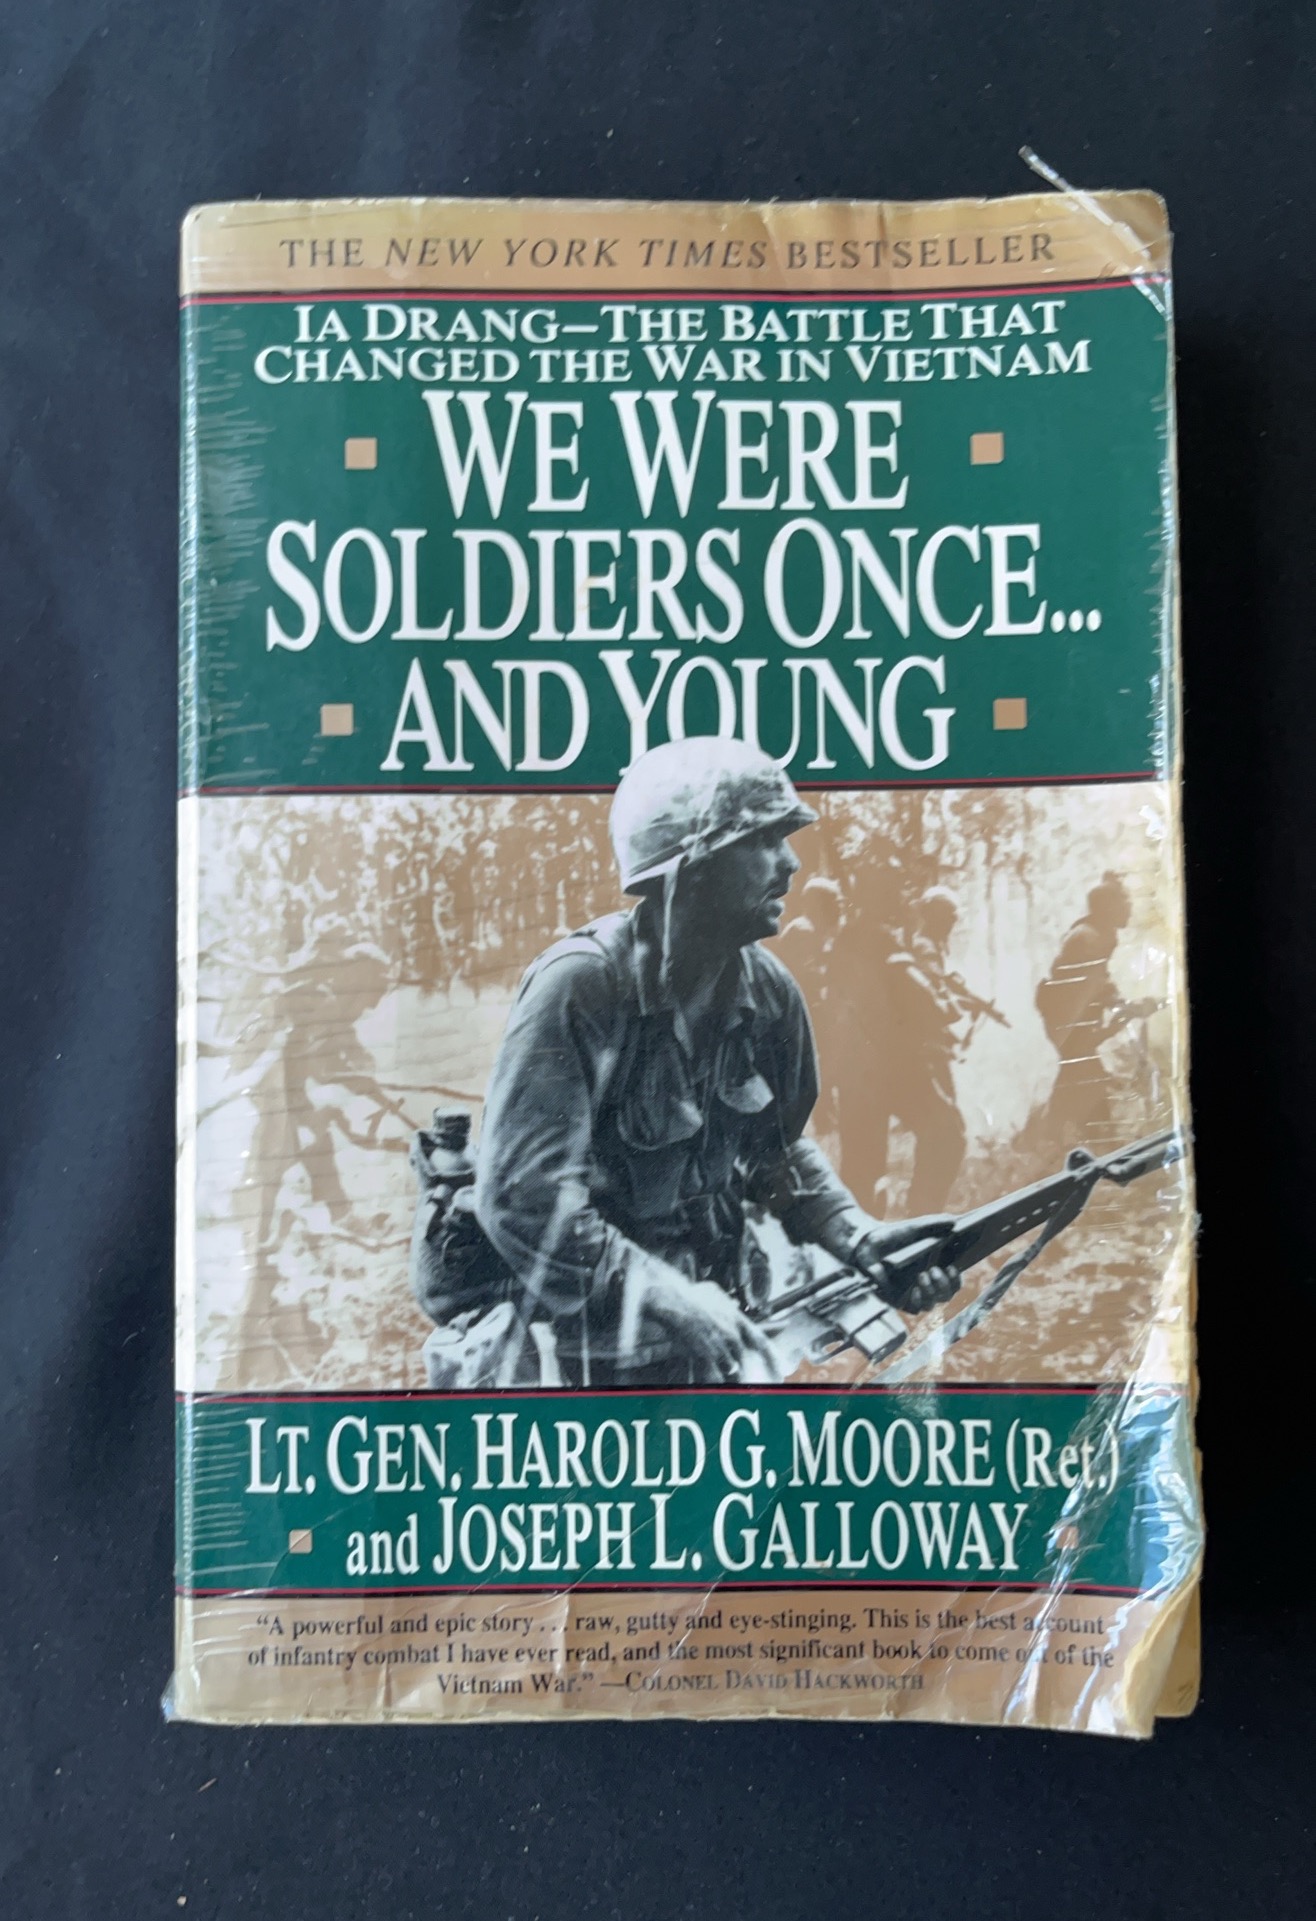 THE NEW YORK TIMES BESTSELLER
IA DRANG—THE BATTLE THAT
CHANGED THE WAR IN VIETNAM
WE WERE
SOLDIERS ONCE...
AND YOUNG
LT. GEN. HAROLD G. MOORE (Ret.)
and JOSEPH L. GALLOWAY
“A powerful and epic story . . . raw, gutty and eye-stinging. This is the best account
of infantry combat I have ever read, and the most significant book to come out of the
Vietnam War.” —COLONEL DAVID HACKWORTH